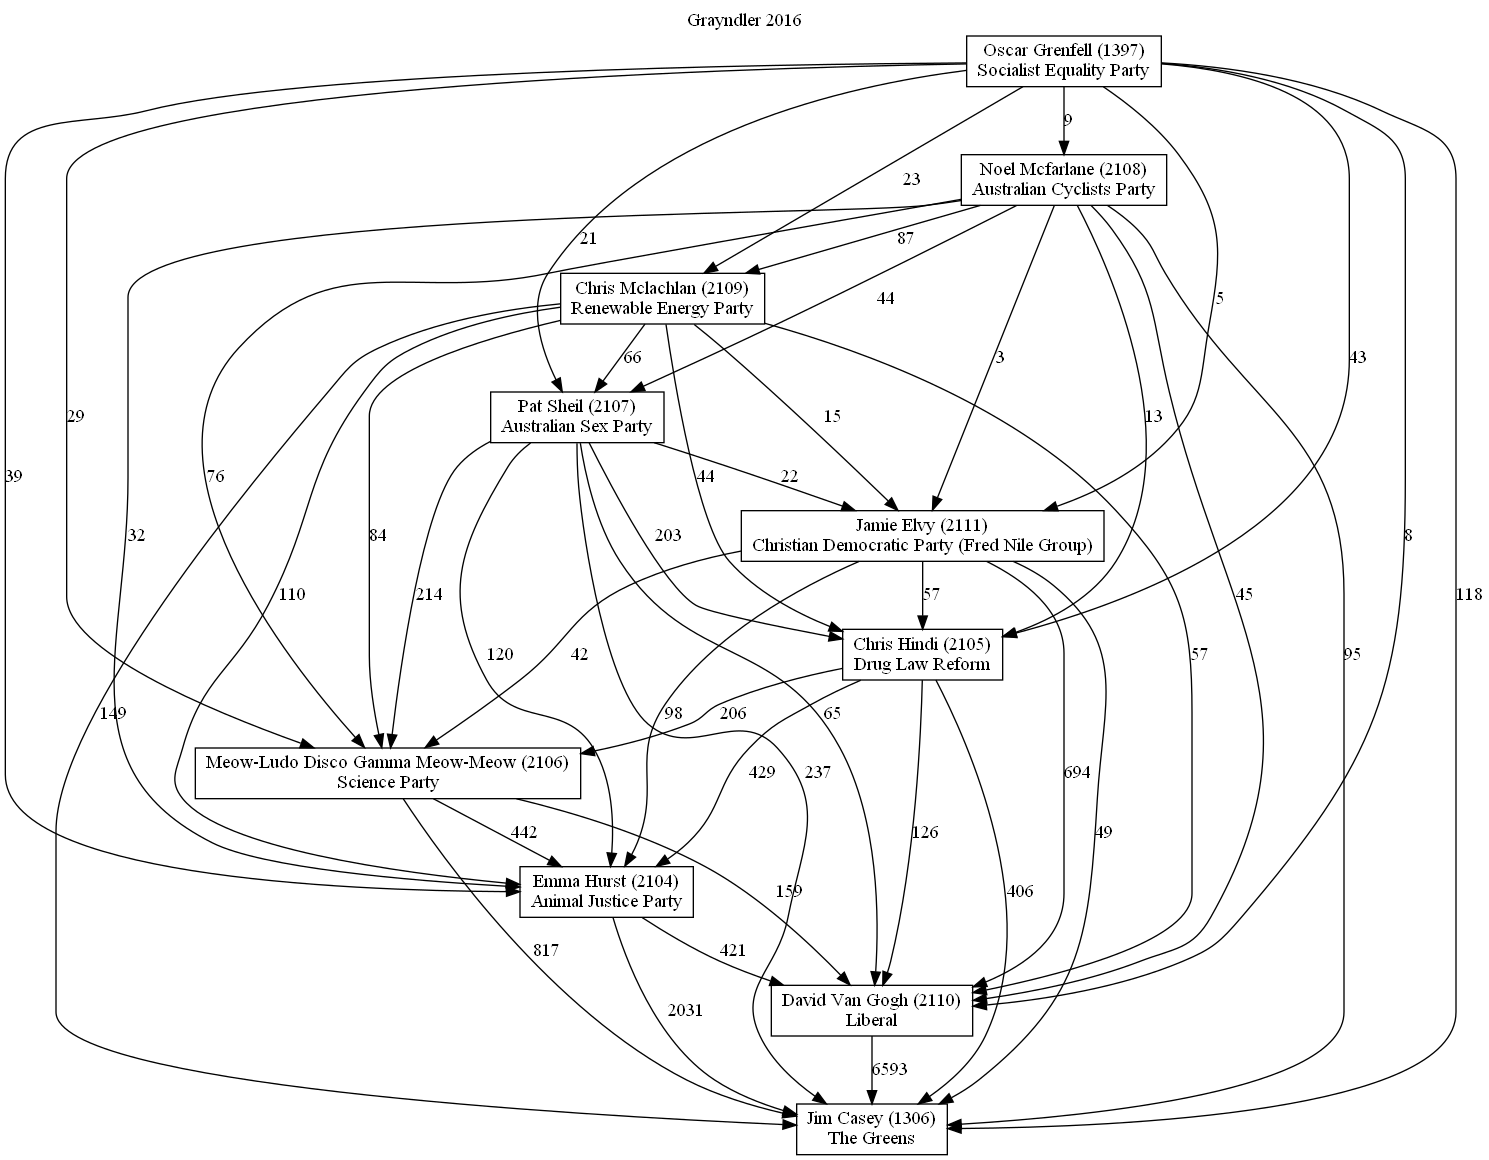 Grayndler 2016
Oscar Grenfell (1397)
Socialist Equality Party
9
Noel Mcfarlane (2108)
Australian Cyclists Party
23
21
87
Chris Mclachlan (2109)
Renewable Energy Party
44
5
66
3
43
Pat Sheil (2107)
Australian Sex Party
29
15
13
39
76
44
22
Jamie Elvy (2111)
Christian Democratic Party (Fred Nile Group)
32
84
203
8
110
214
57
45
118
Chris Hindi (2105)
Drug Law Reform
120
42
57
95
149
98
206
65
Meow-Ludo Disco Gamma Meow-Meow (2106)
Science Party
429
237
694
442
126
49
Emma Hurst (2104)
Animal Justice Party
159
406
817
421
David Van Gogh (2110)
Liberal
2031
6593
Jim Casey (1306)
The Greens